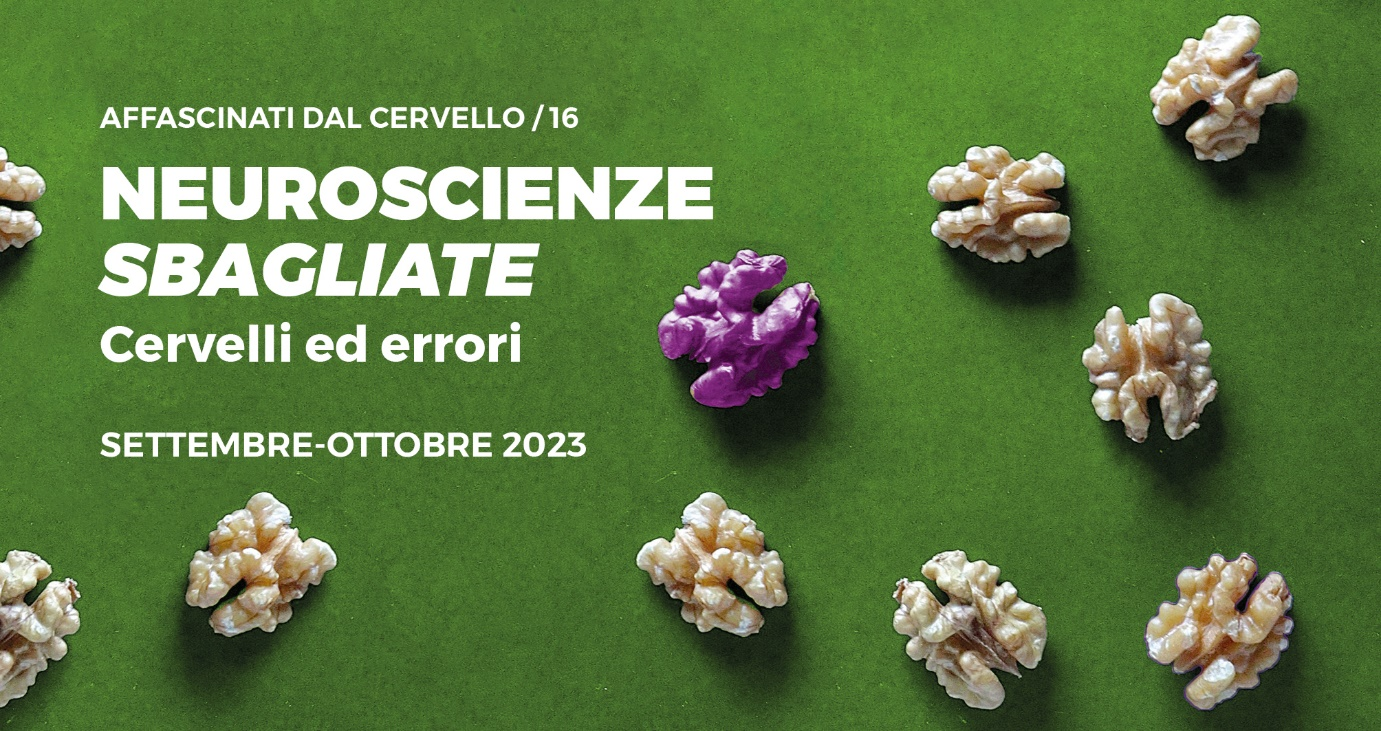 AFFASCINATI DAL CERVELLO / 16
NEUROSCIENZE
SBAGLIATE
Cervelli ed errori
SETTEMBRE-OTTOBRE 2023